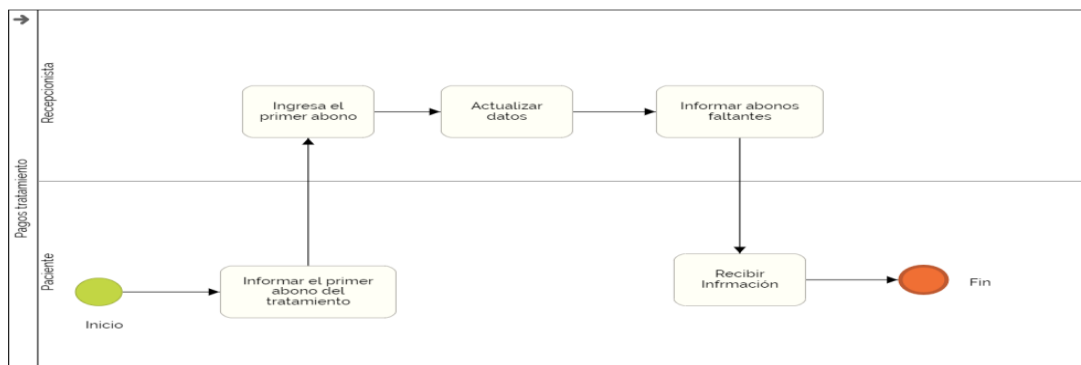 Pagos tratamiento
Recepcionista
Ingresa el
primer abono
Actualizar
datos
Informar abonos
faltantes
Paciente
Inicio
Informar el primer
abono del
tratamiento
Recibir
Infrmación
Fin